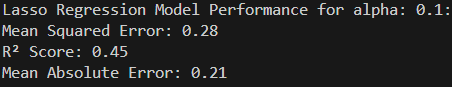 Lasso Regression Model Performance for alpha: 0.1:
Mean Squared Error: 0.28
R² Score: 0.45
Mean Absolute Error: 0.21